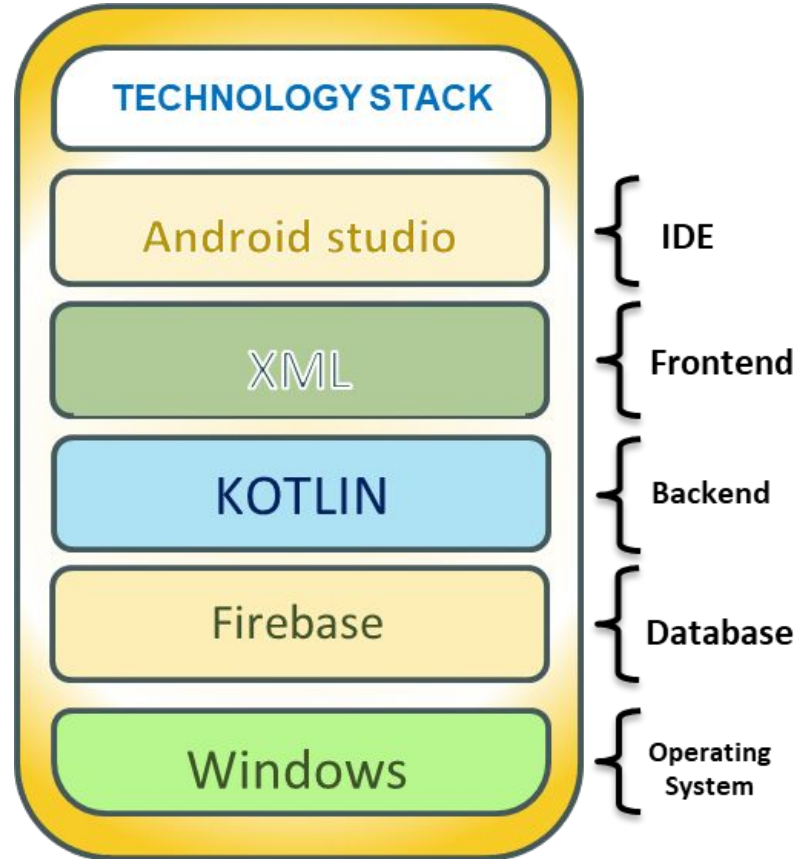 TECHNOLOGY STACK
Android studio
IDE
XML
Frontend
KOTLIN
Backend
Firebase
Database
Windows
Operating
System